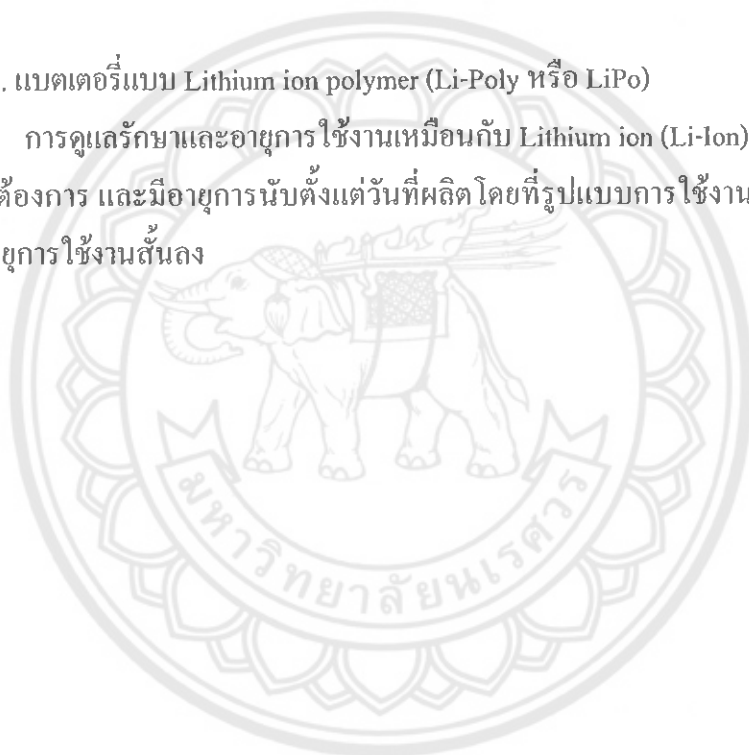 . แบตเตอรี่แบบ Lithium ion polymer (Li-Poly หรือ LiPo)
การดูแลรักษาและอายุการใช้งานเหมือนกับ Lithium ion (Li-Ion)
ต้องการ และมีอายุการนับตั้งแต่วันที่ผลิตโดยที่รูปแบบการใช้งาน
ยุการใช้งานสั้นลง
มหาวิทยาลัยนเรศวร